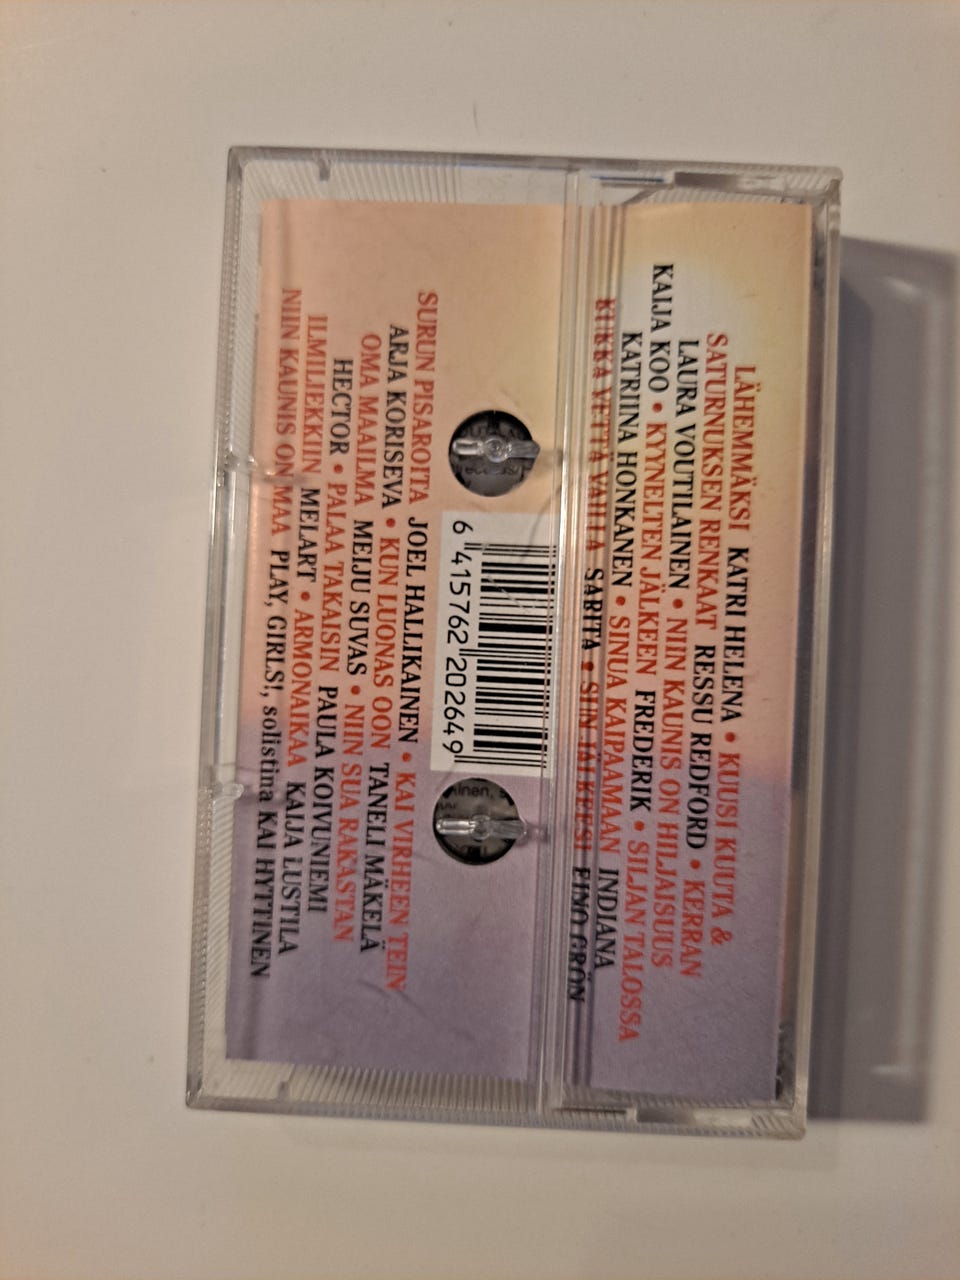 LÄHEMMÄKSI KATRI HELENA • KUUSI KUUTA &
SATURNUKSEN RENKAAT RESSU REDFORD • KERRAN
LAURA VOUTILAINEN • NIIN KAUNIS ON HILJAISUUS
KAIJA KOO • KYYNELTEN JÄLKEEN FREDERIK • SILJAN TALOSSA
KATRIINA HONKANEN • SINUA KAIPAAMAAN INDIANA
KUKKA VETTÄ VAILLA SARITA • SUN JÄLKEESI EINO GRÖN
6 415762 202649
SURUN PISAROITA JOEL HALLIKAINEN • KAI VIRHEEN TEIN
ARJA KORISEVA • KUN LUONAS OON TANELI MÄKELÄ
OMA MAAILMA MEIJU SUVAS • NIIN SUA RAKASTAN
HECTOR • PALAA TAKAISIN PAULA KOIVUNIEMI
ILMILIEKKIIN MELART • ARMONAIKAA KAIJA LUSTILA
NIIN KAUNIS ON MAA PLAY, GIRLS!, solistina KAI HYTTINEN